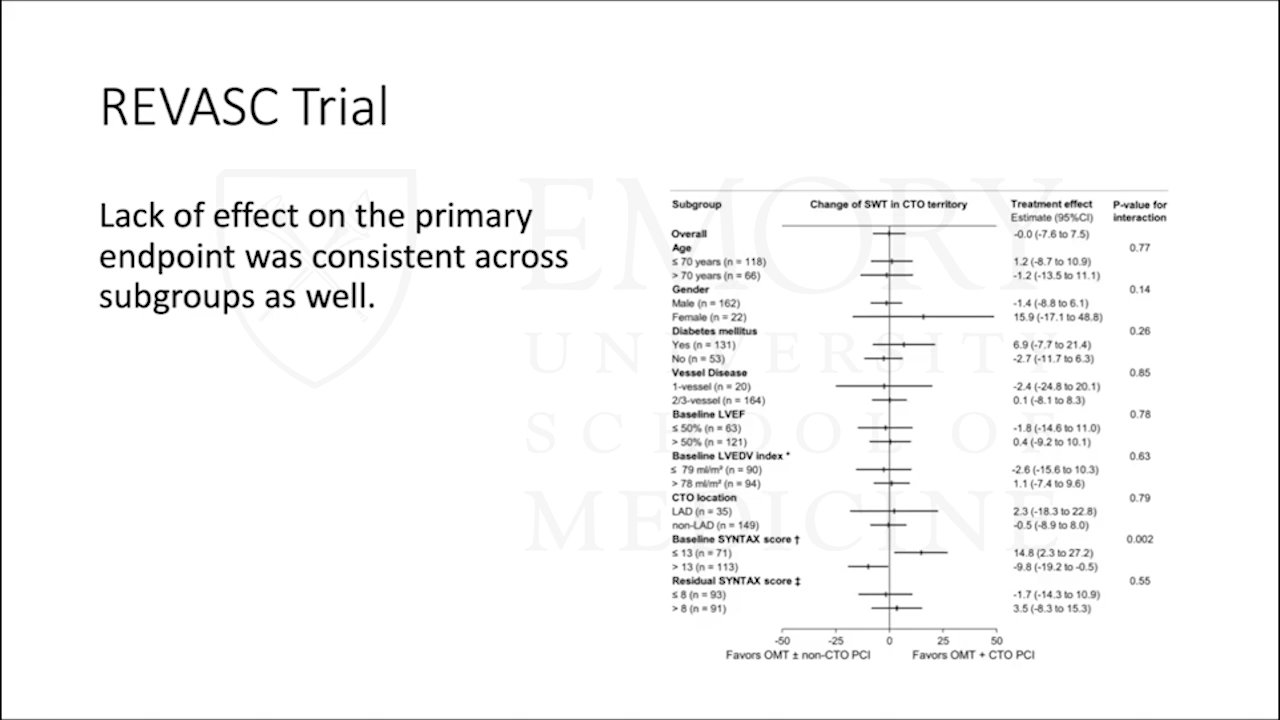 REVASC Trial
Lack of effect on the primary
endpoint was consistent across
subgroups as well.
EMORY
UNIVERSITY
SCHOOL OF
MEDICINE
Subgroup Change of SWT in CTO territory Treatment effect P-value for
Estimate (95%CI) interaction
Overall -0.0 (-7.6 to 7.5)
Age 0.77
≤ 70 years (n = 118) 1.2 (-8.7 to 10.9)
> 70 years (n = 66) -1.2 (-13.5 to 11.1)
Gender 0.14
Male (n = 162) -1.4 (-8.8 to 6.1)
Female (n = 22) 15.9 (-17.1 to 48.8)
Diabetes mellitus 0.26
Yes (n = 131) 6.9 (-7.7 to 21.4)
No (n = 53) -2.7 (-11.7 to 6.3)
Vessel Disease 0.85
1-vessel (n = 20) -2.4 (-24.8 to 20.1)
2/3-vessel (n = 164) 0.1 (-8.1 to 8.3)
Baseline LVEF 0.78
≤ 50% (n = 63) -1.8 (-14.6 to 11.0)
> 50% (n = 121) 0.4 (-9.2 to 10.1)
Baseline LVEDV index * 0.63
≤ 79 ml/m² (n = 90) -2.6 (-15.6 to 10.3)
> 78 ml/m² (n = 94) 1.1 (-7.4 to 9.6)
CTO location 0.79
LAD (n = 35) 2.3 (-18.3 to 22.8)
non-LAD (n = 149) -0.5 (-8.9 to 8.0)
Baseline SYNTAX score † 0.002
≤ 13 (n = 71) 14.8 (2.3 to 27.2)
> 13 (n = 113) -9.8 (-19.2 to -0.5)
Residual SYNTAX score ‡ 0.55
≤ 8 (n = 93) -1.7 (-14.3 to 10.9)
> 8 (n = 91) 3.5 (-8.3 to 15.3)
-50 -25 0 25 50
Favors OMT ± non-CTO PCI Favors OMT + CTO PCI